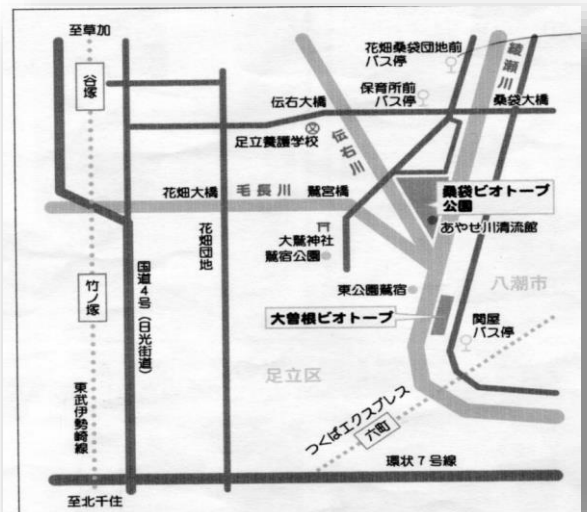 至草加
谷塚
花畑桑袋団地前
バス停
保育所前
バス停
綾瀬川
桑袋大橋
伝右大橋
足立養護学校
伝右川
花畑大橋
毛長川
鷲宮橋
桑袋ビオトープ
公園
あやせ川清流館
大鷲神社
鷲宿公園
花畑団地
国道4号(日光街道)
竹ノ塚
東公園鷲宿
八潮市
大曽根ビオトープ
関屋
バス停
足立区
東武伊勢崎線
つくばエクスプレス
六町
環状7号線
至北千住